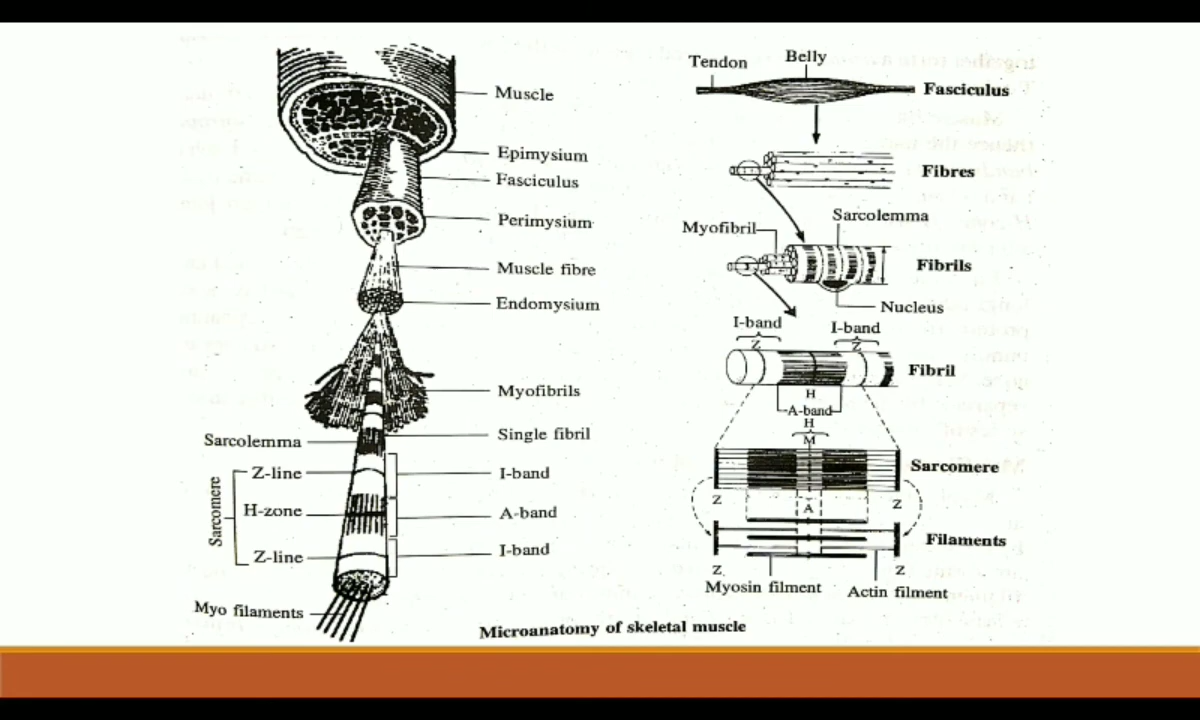 Muscle
Epimysium
Fasciculus
Perimysium
Muscle fibre
Endomysium
Myofibrils
Single fibril
Sarcolemma
Z-line
I-band
Sarcomere
H-zone
A-band
Z-line
I-band
Myo filaments
Tendon
Belly
Fasciculus
Fibres
Sarcolemma
Myofibril
Fibrils
Nucleus
I-band
I-band
Z
Z
Fibril
H
A-band
H
M
Sarcomere
Z
Z
A
Filaments
Z
Z
Myosin filment
Actin filment
Microanatomy of skeletal muscle